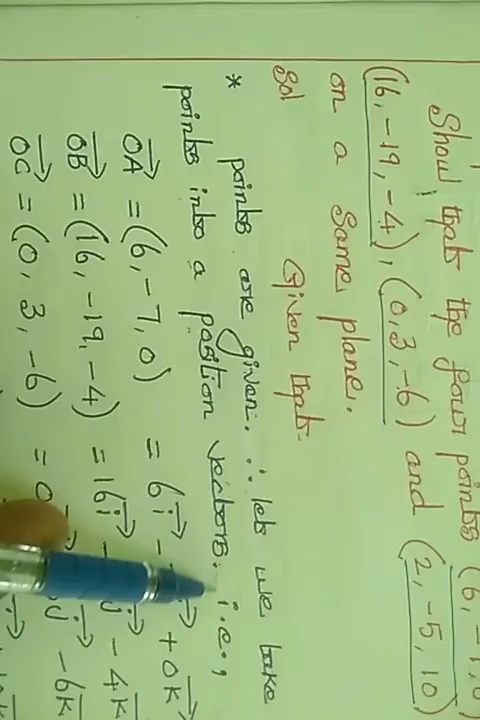 Show that the four points (6, -7, 0)
(16, -19, -4), (0, 3, -6) and (2, -5, 10)
on a same plane.
Sol Given that
* points are given. ∴ lets we take
points into a position vectors. i.e.,
OA = (6, -7, 0) = 6i - + 0k
OB = (16, -19, -4) = 16i - j - 4k
OC = (0, 3, -6) = 0 j - 6k